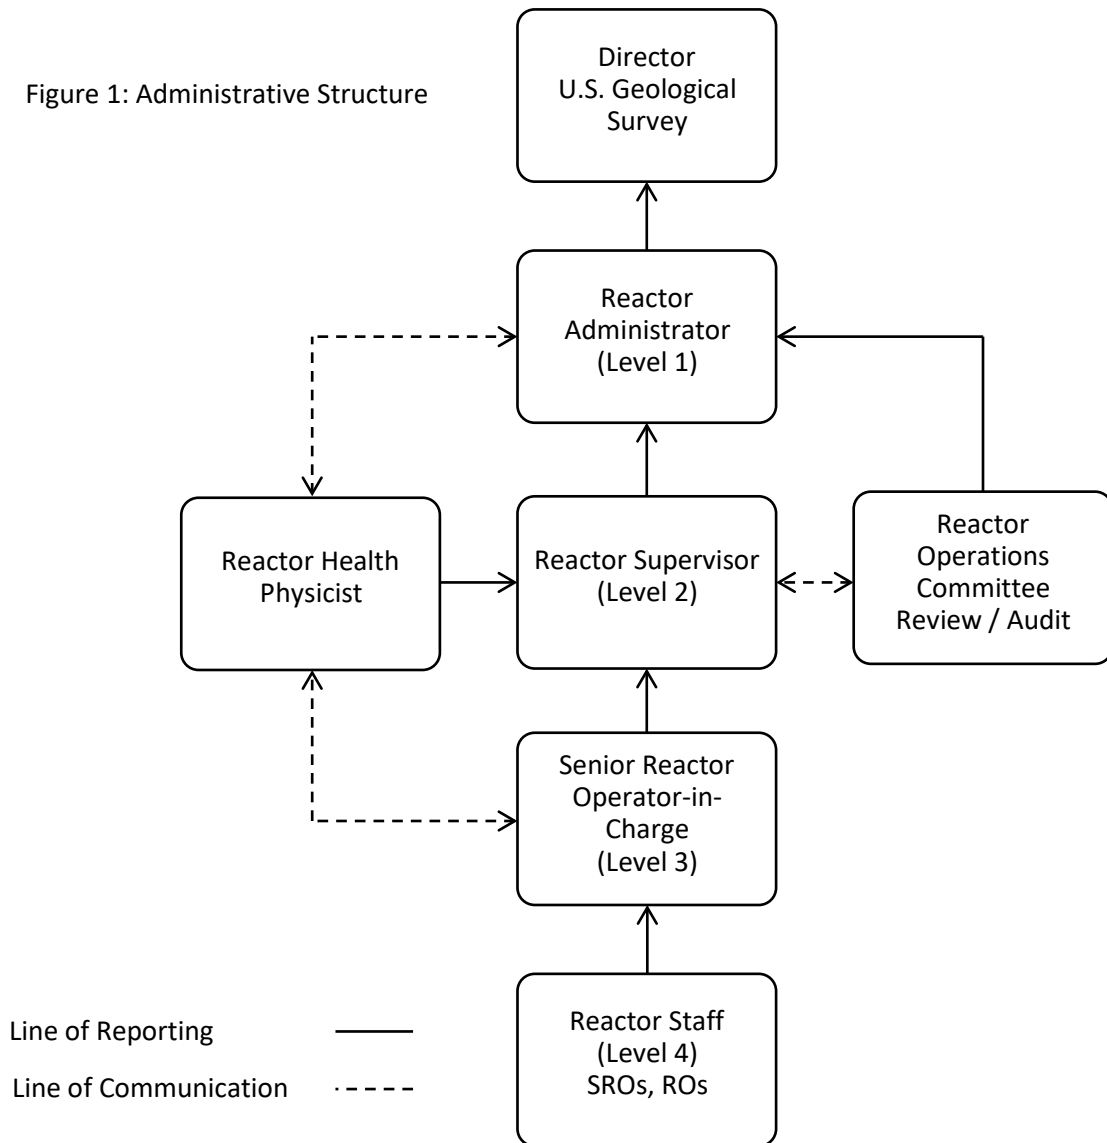 Figure 1: Administrative Structure
Director
U.S. Geological
Survey
Reactor
Administrator
(Level 1)
Reactor Health
Physicist
Reactor Supervisor
(Level 2)
Reactor
Operations
Committee
Review / Audit
Senior Reactor
Operator-in-
Charge
(Level 3)
Reactor Staff
(Level 4)
SROs, ROs
Line of Reporting
Line of Communication